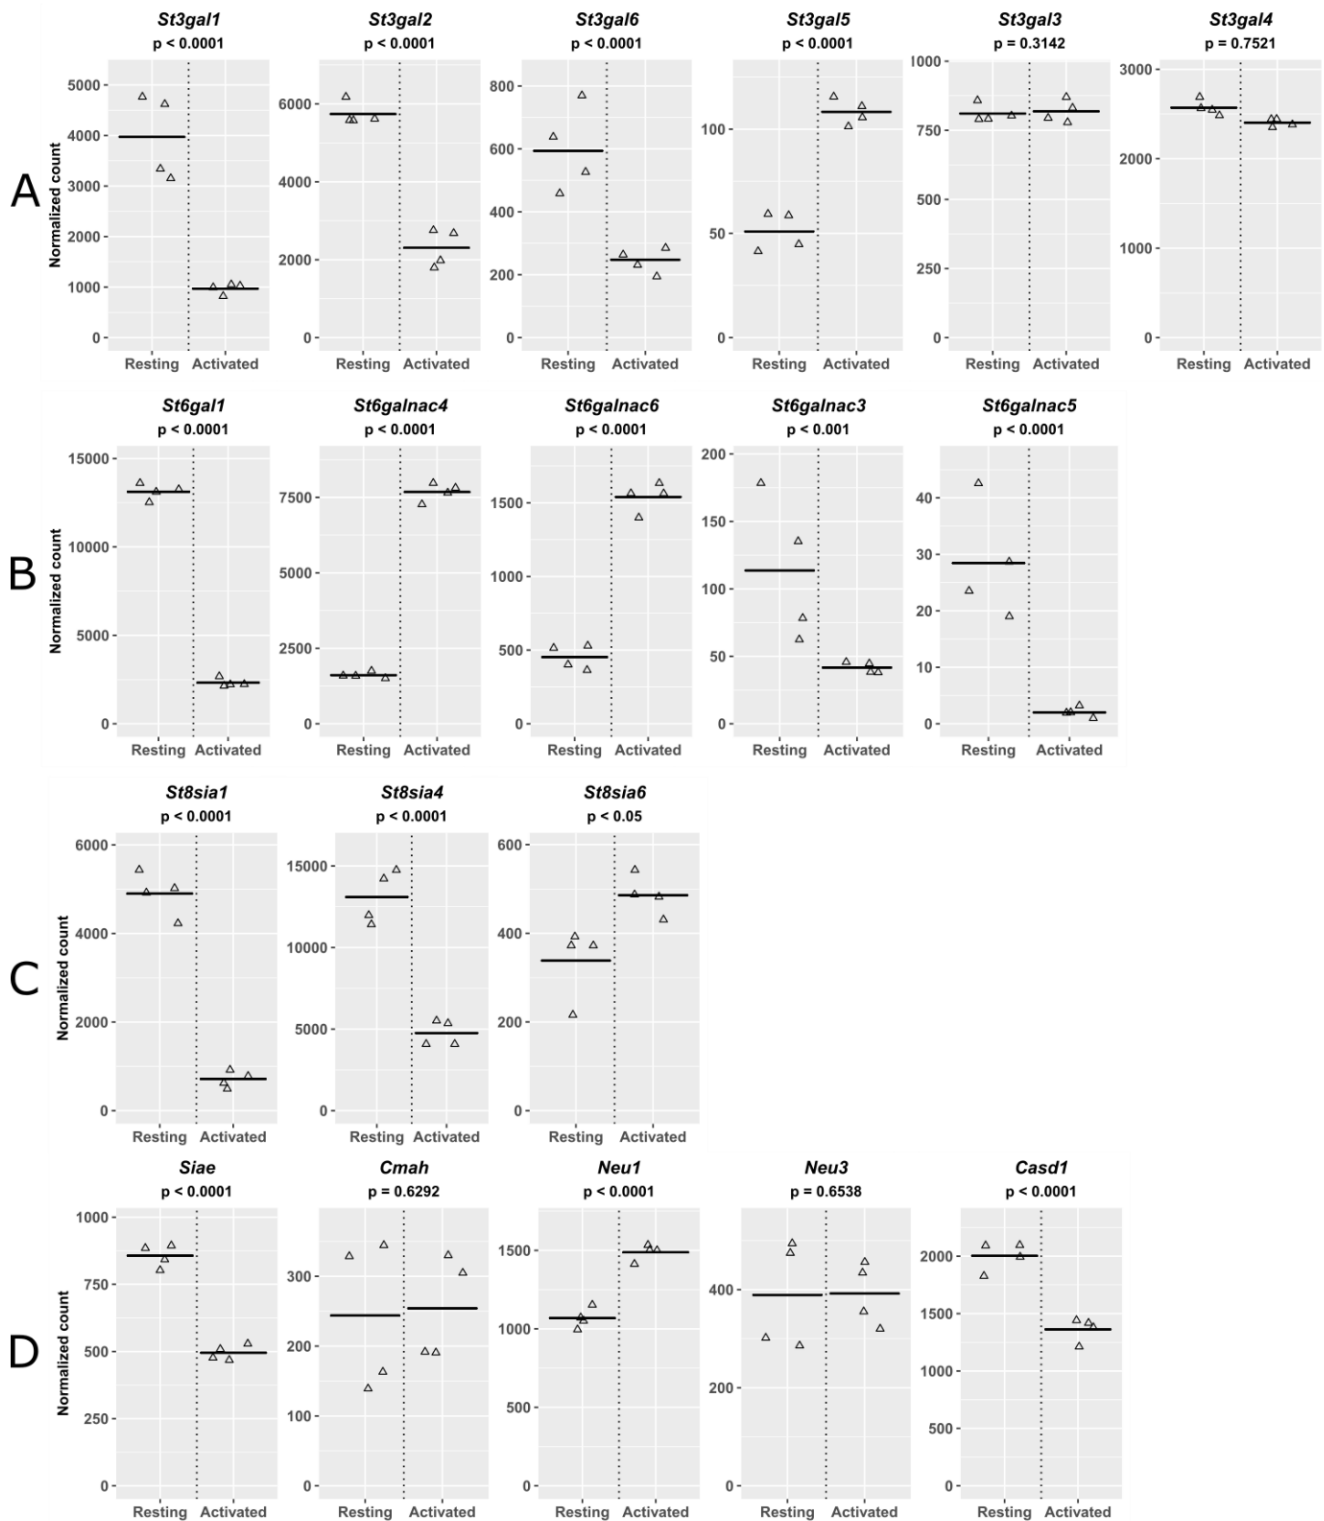 St3gal1 St3gal2 St3gal6 St3gal5 St3gal3 St3gal4
p < 0.0001 p < 0.0001 p < 0.0001 p < 0.0001 p = 0.3142 p = 0.7521
A
Normalized count
5000 4000 3000 2000 1000 0
6000 4000 2000 0
800 600 400 200 0
100 50 0
1000 750 500 250 0
3000 2000 1000 0
Resting Activated Resting Activated Resting Activated Resting Activated Resting Activated Resting Activated
St6gal1 St6galnac4 St6galnac6 St6galnac3 St6galnac5
p < 0.0001 p < 0.0001 p < 0.0001 p < 0.001 p < 0.0001
B
Normalized count
15000 10000 5000 0
7500 5000 2500 0
1500 1000 500 0
200 150 100 50 0
40 30 20 10 0
Resting Activated Resting Activated Resting Activated Resting Activated Resting Activated
St8sia1 St8sia4 St8sia6
p < 0.0001 p < 0.0001 p < 0.05
C
Normalized count
6000 4000 2000 0
15000 10000 5000 0
600 400 200 0
Resting Activated Resting Activated Resting Activated
Siae Cmah Neu1 Neu3 Casd1
p < 0.0001 p = 0.6292 p < 0.0001 p = 0.6538 p < 0.0001
D
Normalized count
1000 750 500 250 0
300 200 100 0
1500 1000 500 0
400 200 0
2000 1500 1000 500 0
Resting Activated Resting Activated Resting Activated Resting Activated Resting Activated